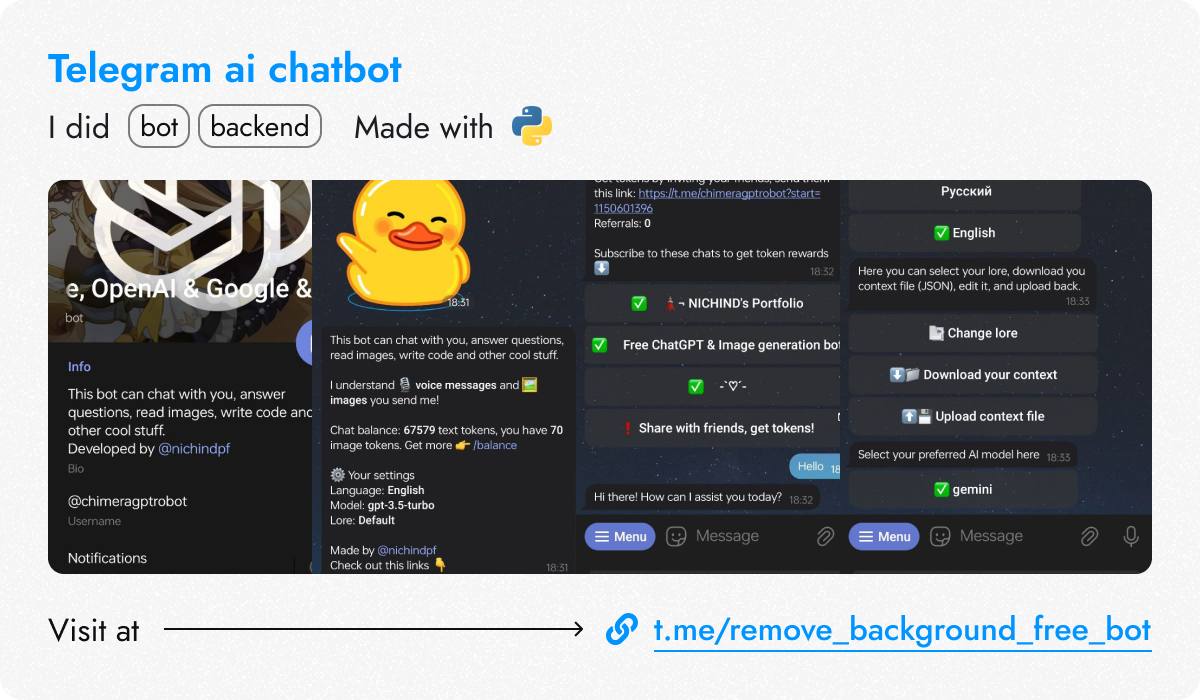 Telegram ai chatbot
I did bot backend Made with
e, OpenAI & Google &
bot
Info
This bot can chat with you, answer
questions, read images, write code and
other cool stuff.
Developed by @nichindpf
Bio
@chimeragptrobot
Username
Notifications
18:31
This bot can chat with you, answer questions,
read images, write code and other cool stuff.
I understand 🎙️ voice messages and 🖼️
images you send me!
Chat balance: 67579 text tokens, you have 70
image tokens. Get more 👉 /balance
⚙️ Your settings
Language: English
Model: gpt-3.5-turbo
Lore: Default
Made by @nichindpf
Check out this links 👇
18:31
Get tokens by inviting your friends, send them
this link: https://t.me/chimeragptrobot?start=
1150601396
Referrals: 0
Subscribe to these chats to get token rewards
⬇️
18:32
✅ ¬ NICHIND's Portfolio
✅ Free ChatGPT & Image generation bot
✅ -`♡´-
❗ Share with friends, get tokens!
Hello 18
Hi there! How can I assist you today? 18:32
Menu Message
Русский
✅ English
Here you can select your lore, download you
context file (JSON), edit it, and upload back.
18:33
Change lore
⬇️ Download your context
⬆️💾 Upload context file
Select your preferred AI model here 18:33
✅ gemini
Menu Message
Visit at
t.me/remove_background_free_bot